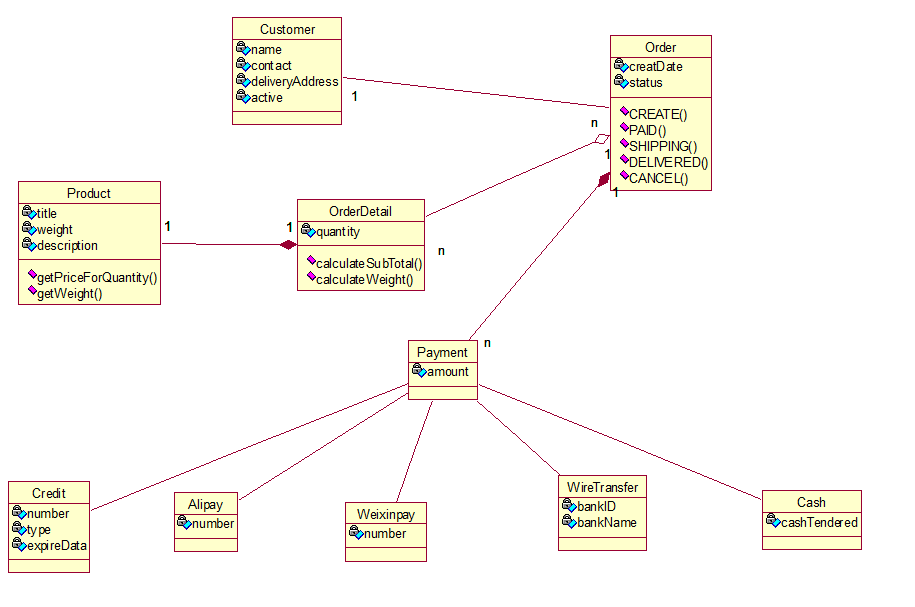 Customer
name
contact
deliveryAddress
active
1
Order
creatDate
status
CREATE()
PAID()
SHIPPING()
DELIVERED()
CANCEL()
n
1
1
Product
title
weight
description
getPriceForQuantity()
getWeight()
1
1
OrderDetail
quantity
calculateSubTotal()
calculateWeight()
n
n
Payment
amount
Credit
number
type
expireData
Alipay
number
Weixinpay
number
WireTransfer
bankID
bankName
Cash
cashTendered